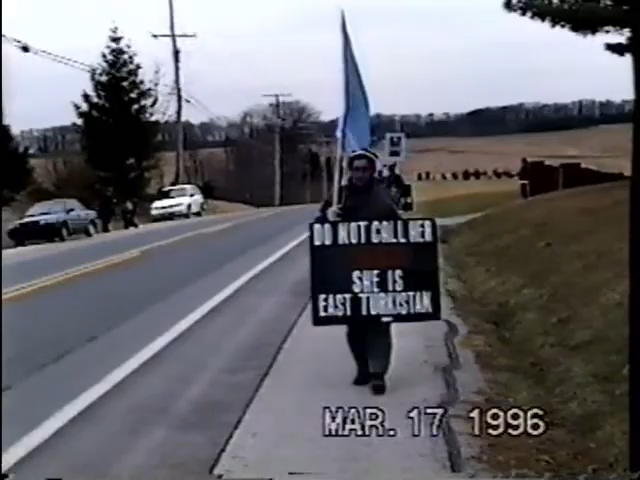 DO NOT CALL HER
SHE IS
EAST TURKISTAN
MAR. 17 1996